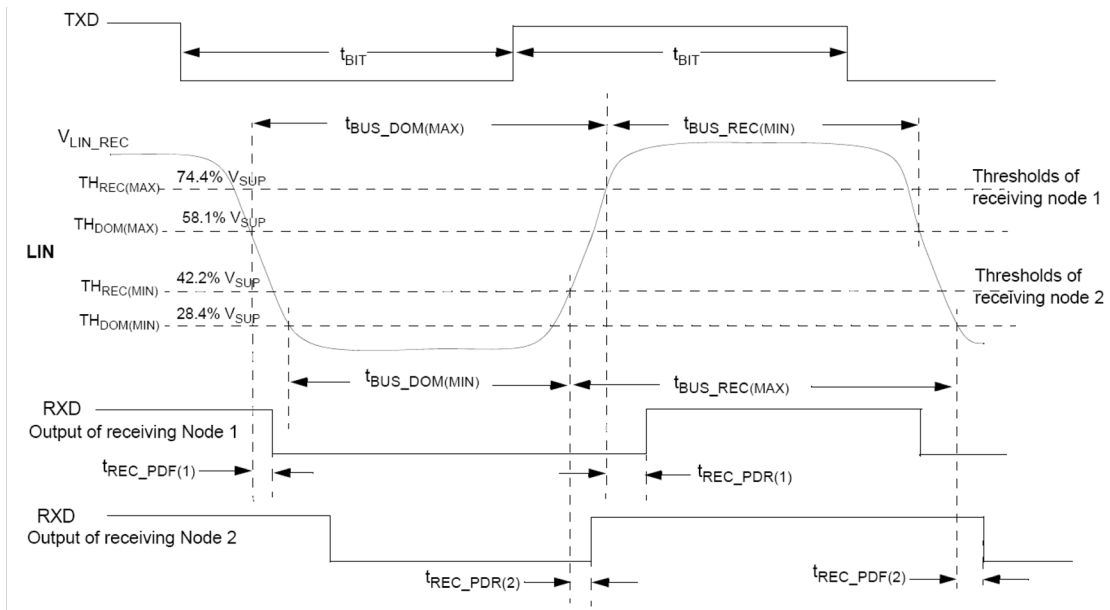 TXD
tBIT
tBIT
tBUS_DOM(MAX)
tBUS_REC(MIN)
VLIN_REC
THREC(MAX) 74.4% VSUP
Thresholds of
receiving node 1
THDOM(MAX) 58.1% VSUP
LIN
THREC(MIN) 42.2% VSUP
Thresholds of
receiving node 2
THDOM(MIN) 28.4% VSUP
tBUS_DOM(MIN)
tBUS_REC(MAX)
RXD
Output of receiving Node 1
tREC_PDF(1)
tREC_PDR(1)
RXD
Output of receiving Node 2
tREC_PDR(2)
tREC_PDF(2)